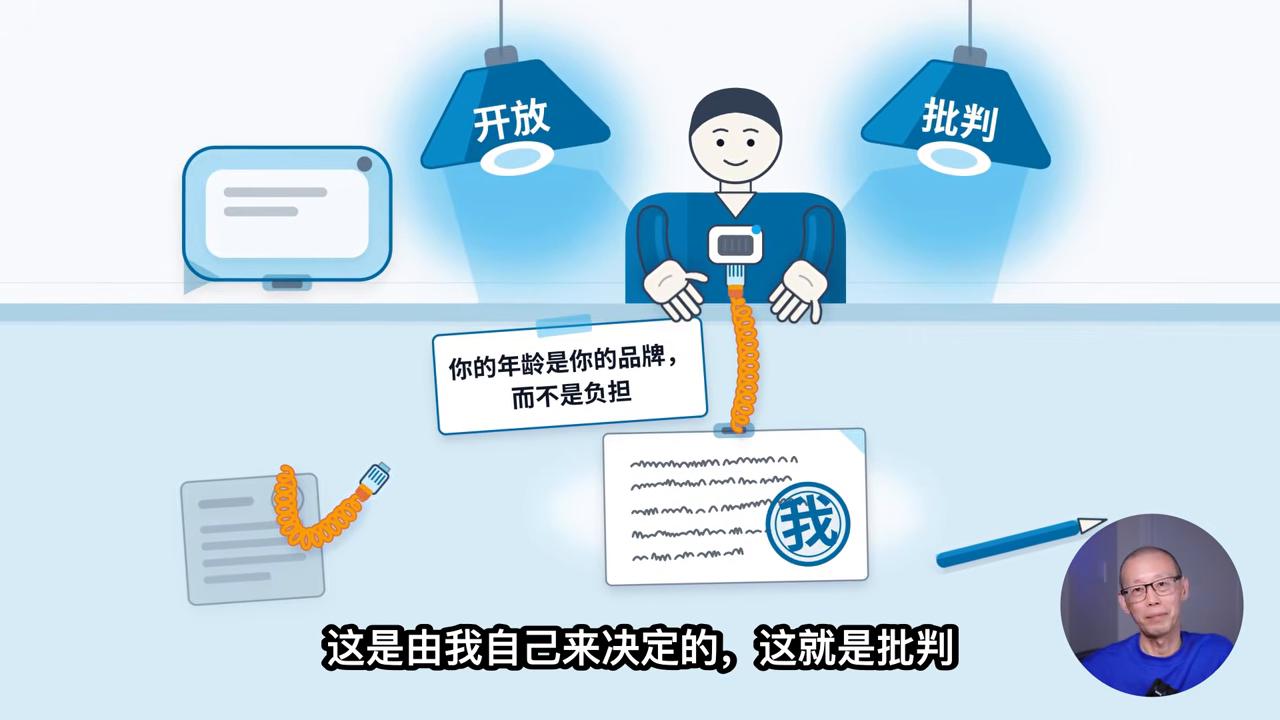 开放
批判
你的年龄是你的品牌，
而不是负担
我
这是由我自己来决定的，这就是批判